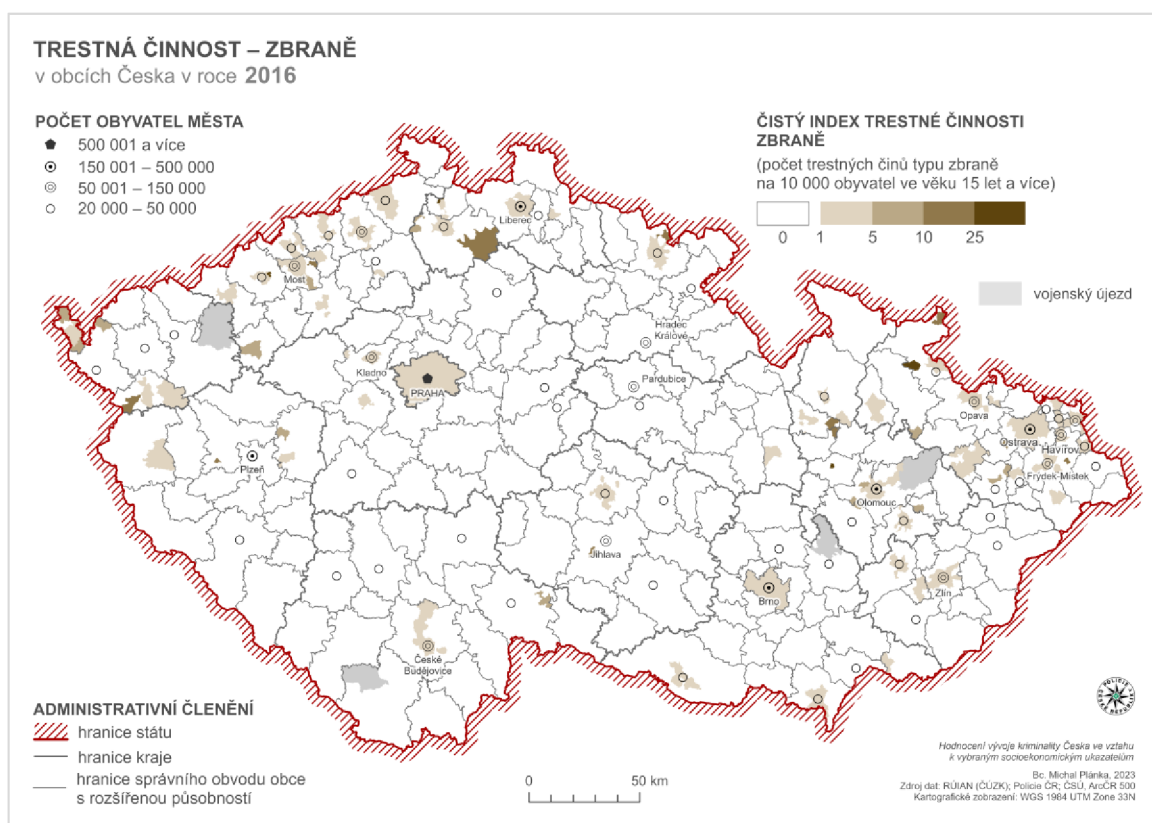 TRESTNÁ ČINNOST – ZBRANĚ
v obcích Česka v roce 2016
POČET OBYVATEL MĚSTA
500 001 a více
150 001 – 500 000
50 001 – 150 000
20 000 – 50 000
ČISTÝ INDEX TRESTNÉ ČINNOSTI
ZBRANĚ
(počet trestných činů typu zbraně
na 10 000 obyvatel ve věku 15 let a více)
0 1 5 10 25
vojenský újezd
Liberec
Most
Hradec
Králové
Kladno
PRAHA
Pardubice
Opava
Ostrava
Havířov
Frýdek-Místek
Plzeň
Olomouc
Jihlava
Brno
Zlín
České
Budějovice
ADMINISTRATIVNÍ ČLENĚNÍ
hranice státu
hranice kraje
hranice správního obvodu obce
s rozšířenou působností
0 50 km
POLICIE
ČESKÉ REPUBLIKY
Hodnocení vývoje kriminality Česka ve vztahu
k vybraným socioekonomickým ukazatelům
Bc. Michal Plánka, 2023
Zdroj dat: RÚIAN (ČÚZK); Policie ČR; ČSÚ, ArcČR 500
Kartografické zobrazení: WGS 1984 UTM Zone 33N